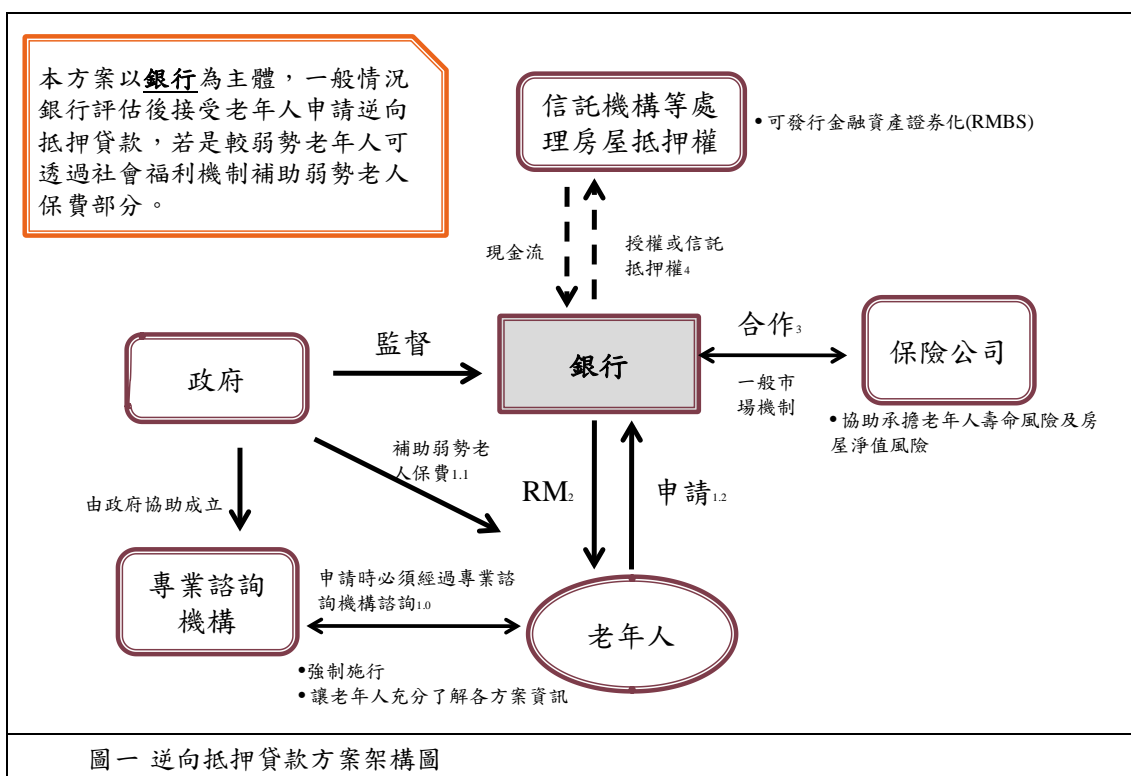 本方案以銀行為主體，一般情況
銀行評估後接受老年人申請逆向
抵押貸款，若是較弱勢老年人可
透過社會福利機制補助弱勢老人
保費部分。
信託機構等處
理房屋抵押權
•可發行金融資產證券化(RMBS)
現金流
授權或信託
抵押權4
政府
監督
銀行
合作3
一般市
場機制
保險公司
•協助承擔老年人壽命風險及房
屋淨值風險
補助弱勢老
人保費1.1
由政府協助成立
RM2
申請1.2
專業諮詢
機構
申請時必須經過專業諮
詢機構諮詢1.0
老年人
•強制施行
•讓老年人充分了解各方案資訊
圖一 逆向抵押貸款方案架構圖